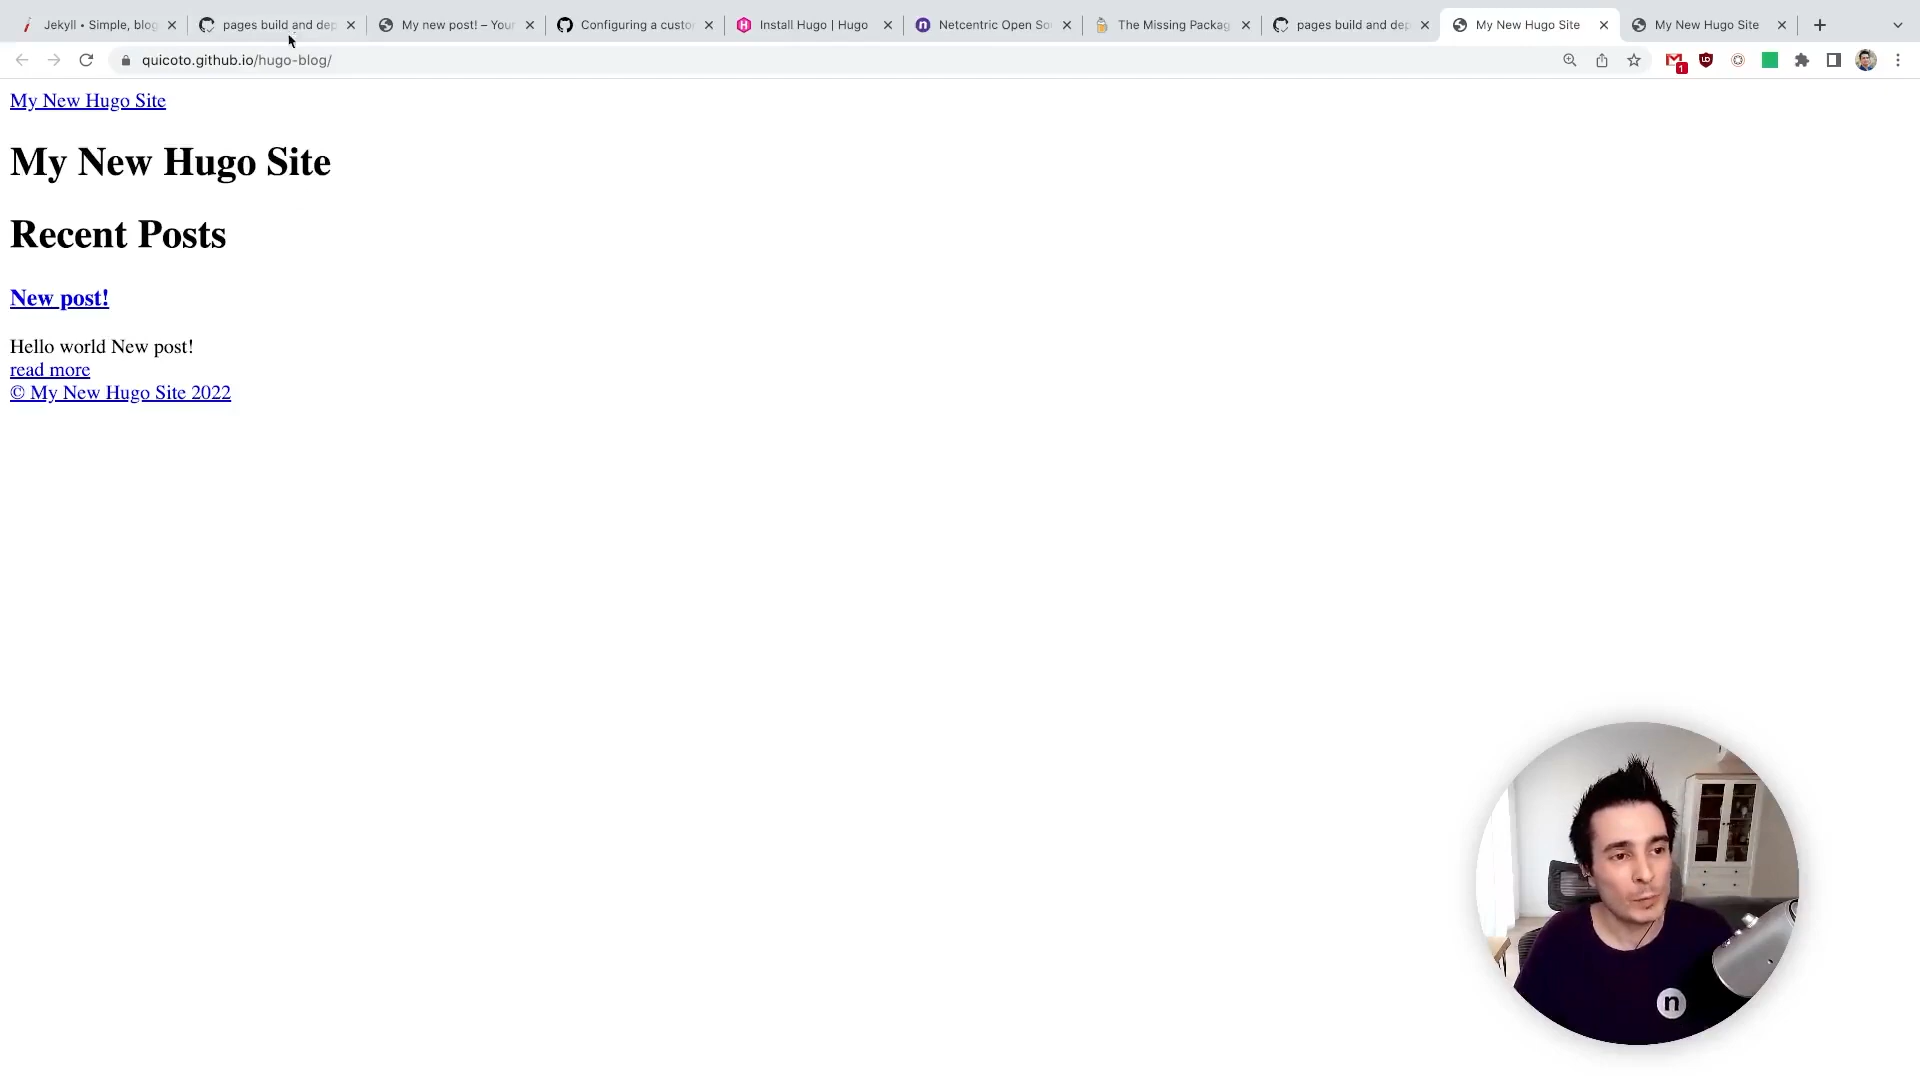 Jekyll • Simple, blog
pages build and dep
My new post! – Your
Configuring a custo
Install Hugo | Hugo
Netcentric Open So
The Missing Packag
pages build and dep
My New Hugo Site
My New Hugo Site
quicoto.github.io/hugo-blog/
1
My New Hugo Site
My New Hugo Site
Recent Posts
New post!
Hello world New post!
read more
© My New Hugo Site 2022
n